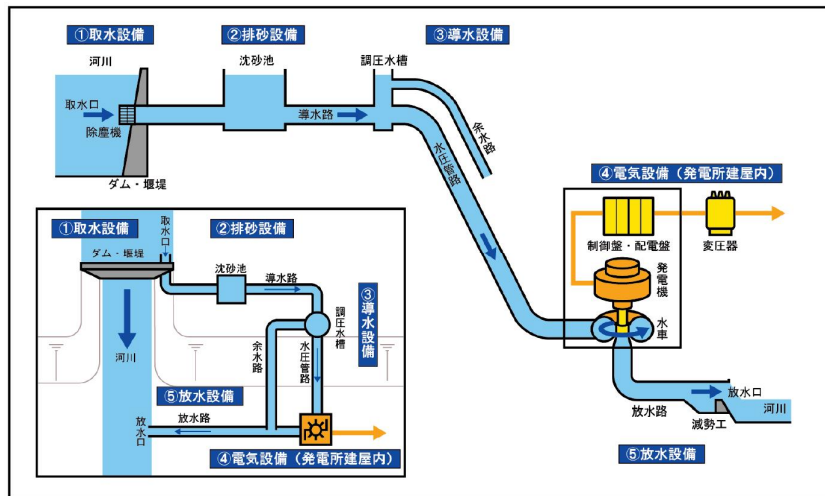 ①取水設備
②排砂設備
③導水設備
河川
沈砂池
調圧水槽
取水口
除塵機
導水路
余水路
水圧管路
ダム・堰堤
④電気設備(発電所建屋内)
制御盤・配電盤
変圧器
発電機
水車
放水口
放水路
河川
減勢工
⑤放水設備
①取水設備
取水口
②排砂設備
ダム・堰堤
沈砂池
導水路
③導水設備
調圧水槽
河川
余水路
水圧管路
⑤放水設備
放水口
放水路
④電気設備(発電所建屋内)